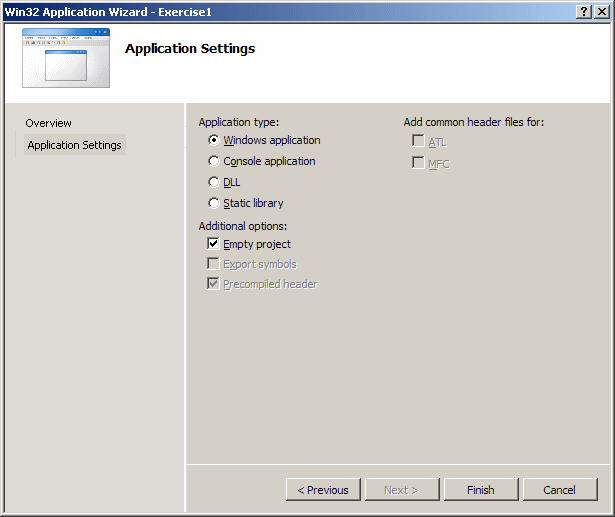 Win32 Application Wizard - Exercise1
Application Settings
Overview
Application Settings
Application type:
Windows application
Console application
DLL
Static library
Additional options:
Empty project
Export symbols
Precompiled header
Add common header files for:
ATL
MFC
< Previous
Next >
Finish
Cancel